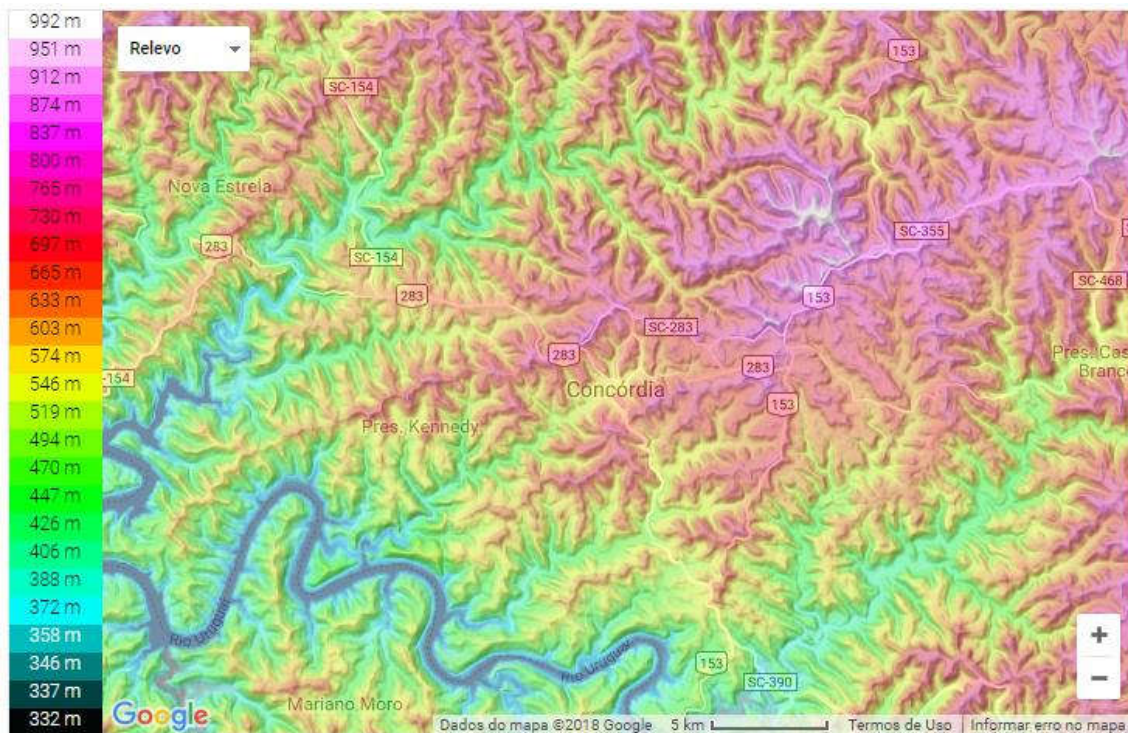 992 m
951 m
912 m
874 m
837 m
800 m
765 m
730 m
697 m
665 m
633 m
603 m
574 m
546 m
519 m
494 m
470 m
447 m
426 m
406 m
388 m
372 m
358 m
346 m
337 m
332 m
Relevo
153
SC-154
Nova Estrela
SC-355
283
SC-154
SC-468
283
153
SC-283
283
283
Pres. Cas
Branco
-154
Concórdia
153
Pres. Kennedy
Rio Uruguai
Rio Uruguai
153
SC-390
Mariano Moro
+
−
Google
Dados do mapa ©2018 Google 5 km Termos de Uso Informar erro no mapa